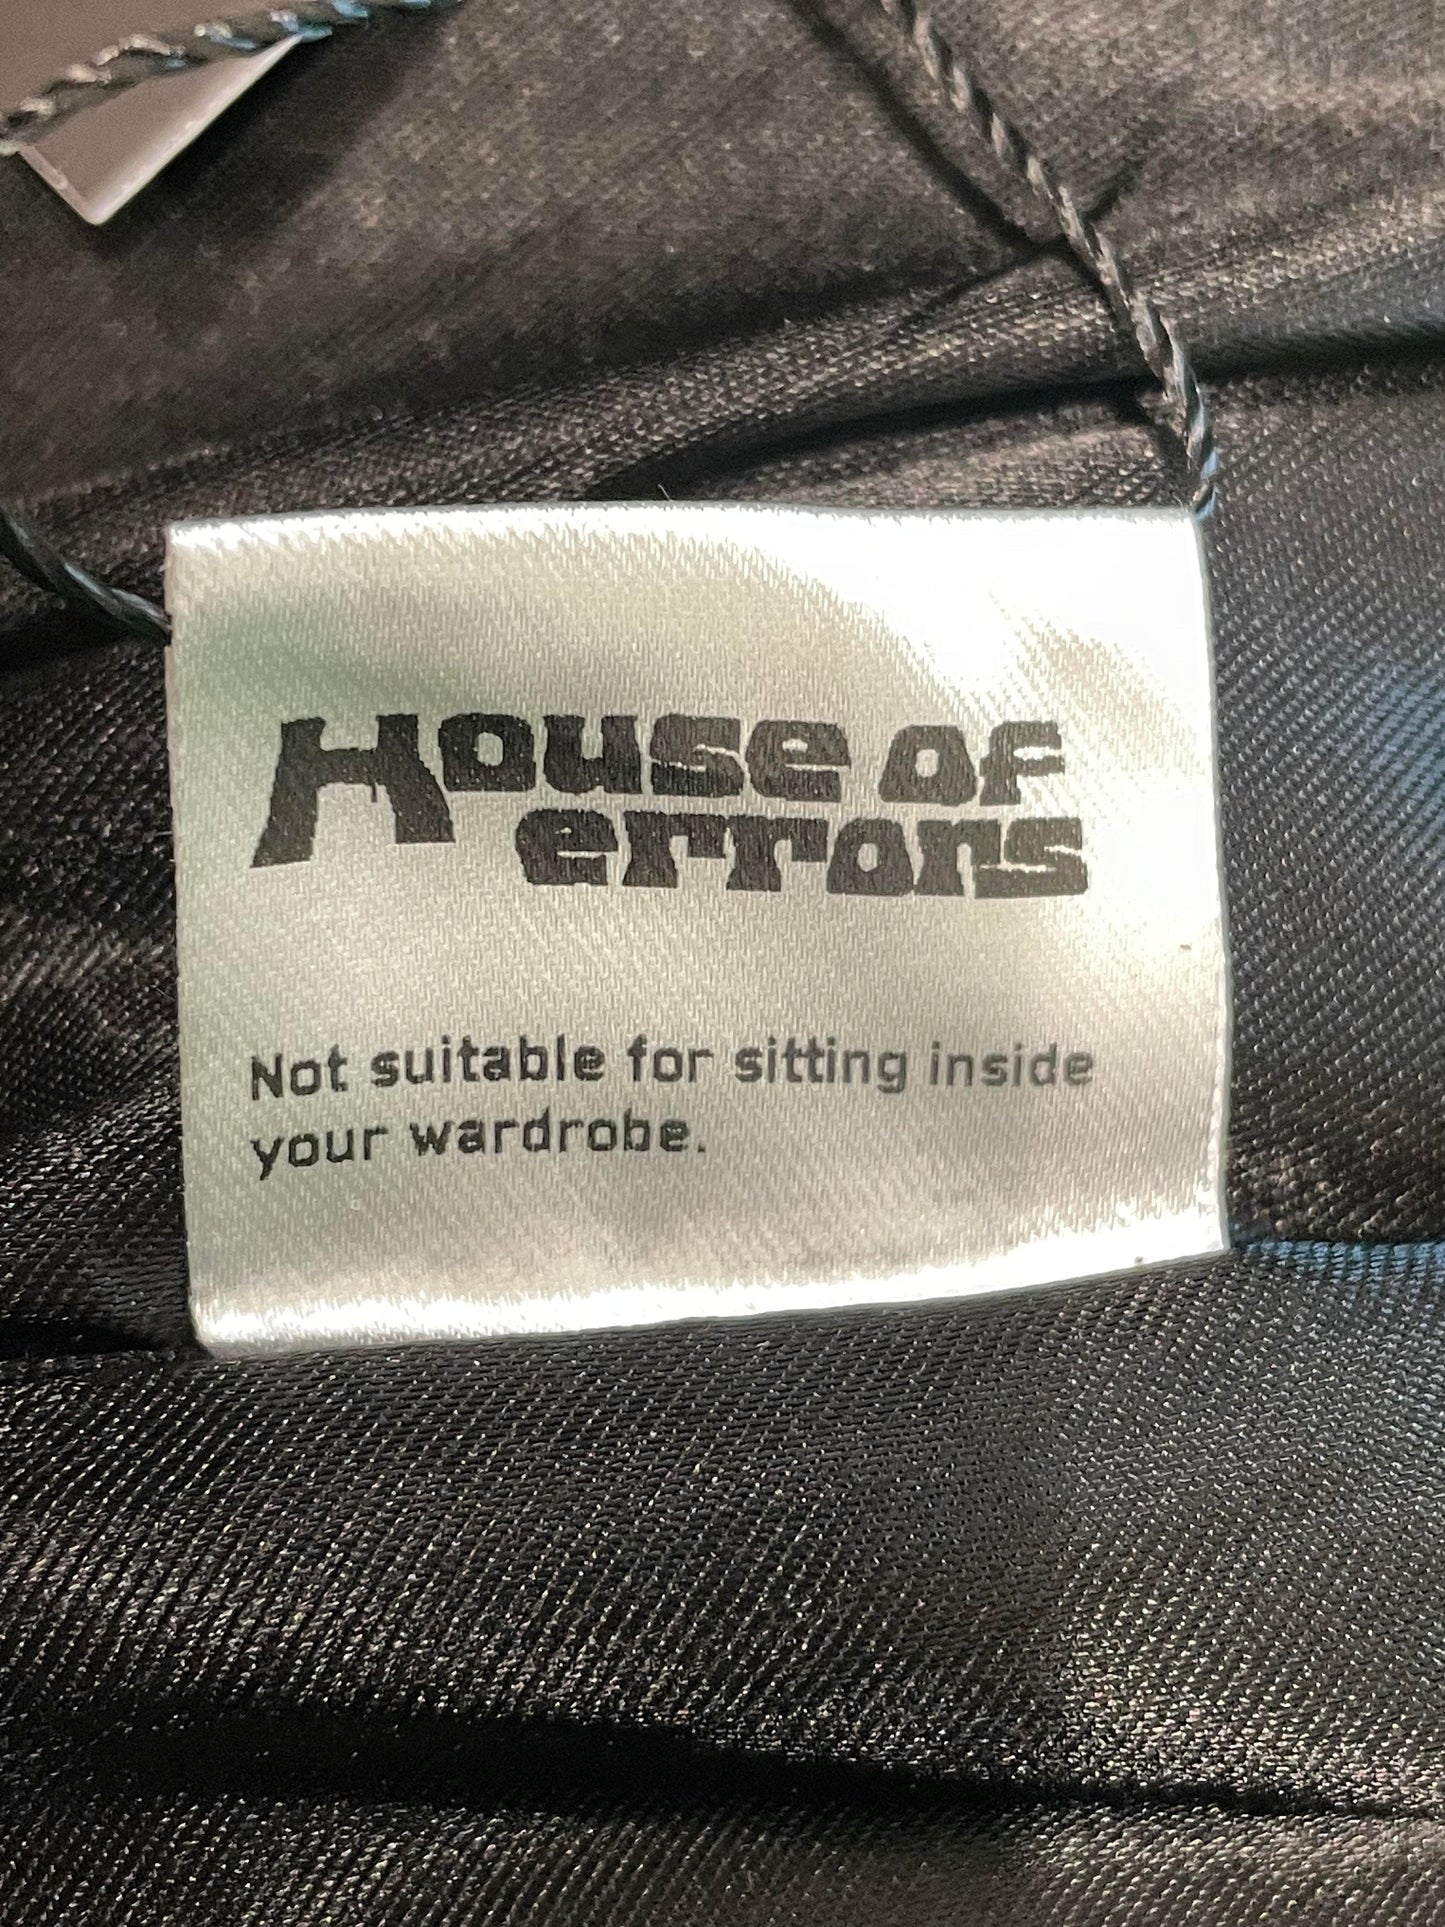 House of
errors
Not suitable for sitting inside
your wardrobe.